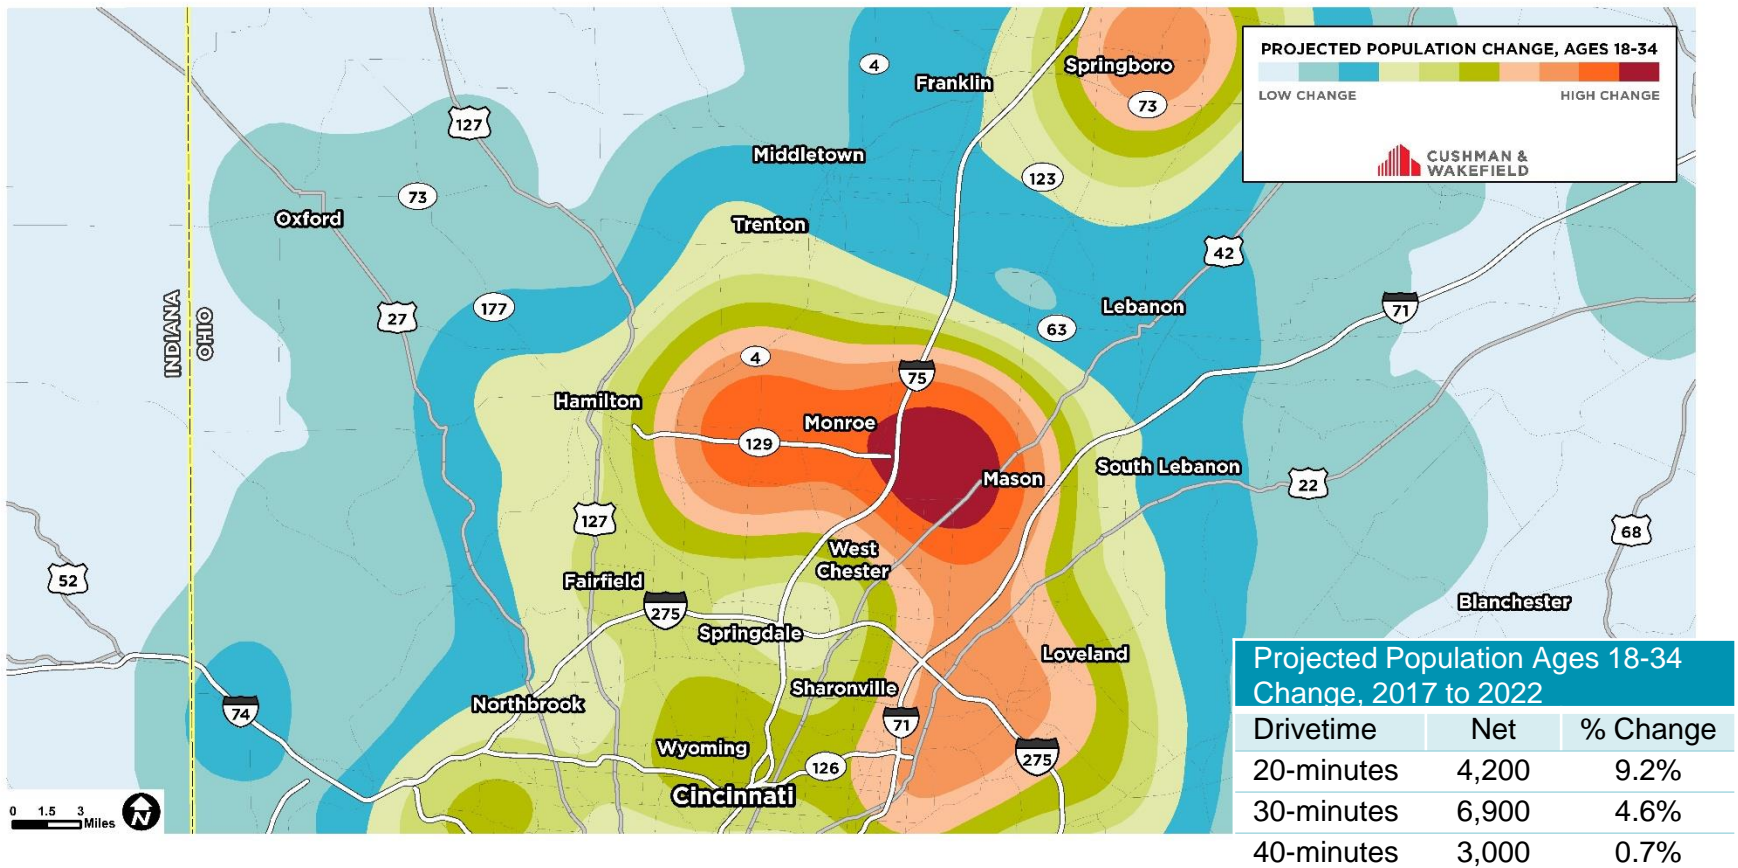 4
Franklin
Springboro
73
PROJECTED POPULATION CHANGE, AGES 18-34
LOW CHANGE HIGH CHANGE
CUSHMAN &
WAKEFIELD
127
Middletown
123
73
Oxford
Trenton
42
INDIANA
OHIO
177
27
Lebanon
71
63
4
75
Hamilton
Monroe
129
Mason
South Lebanon
22
127
68
West
Chester
52
Fairfield
275
Springdale
Blanchester
Loveland
Sharonville
Northbrook
74
71
Wyoming
126
275
Cincinnati
0 1.5 3
Miles
N
Projected Population Ages 18-34
Change, 2017 to 2022
Drivetime Net % Change
20-minutes 4,200 9.2%
30-minutes 6,900 4.6%
40-minutes 3,000 0.7%